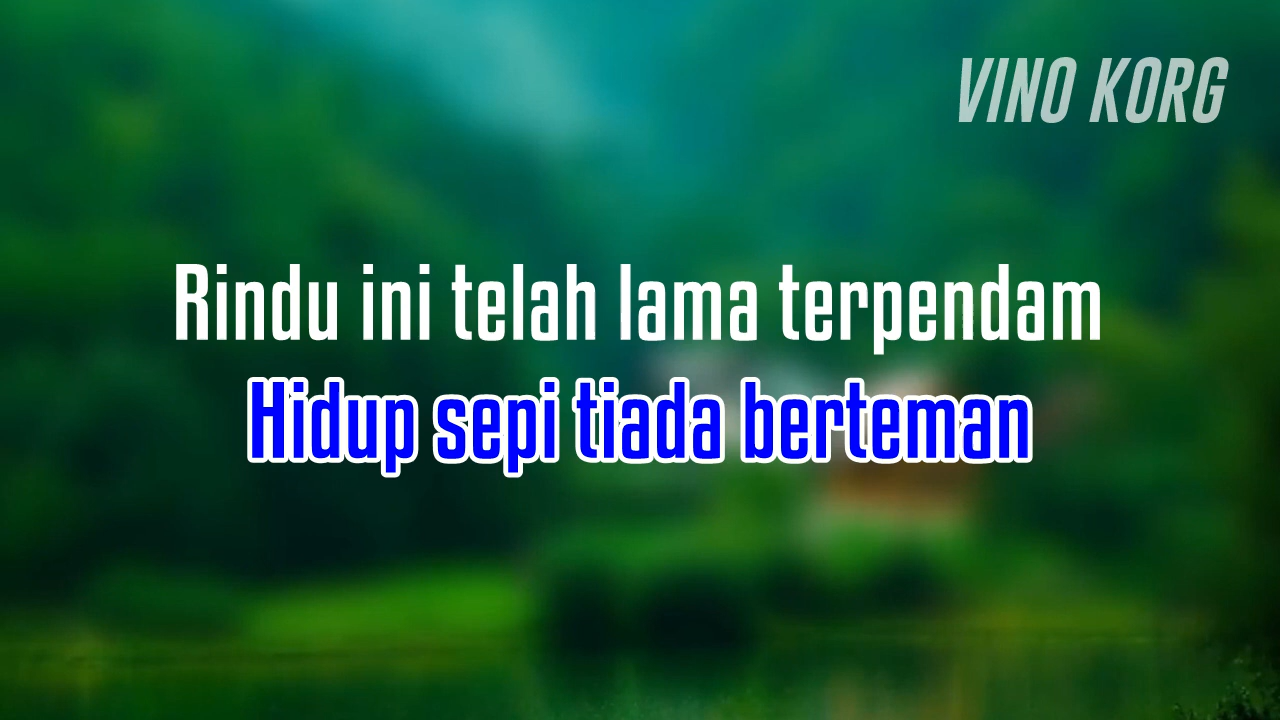 VINO KORG
Rindu ini telah lama terpendam
Hidup sepi tiada berteman